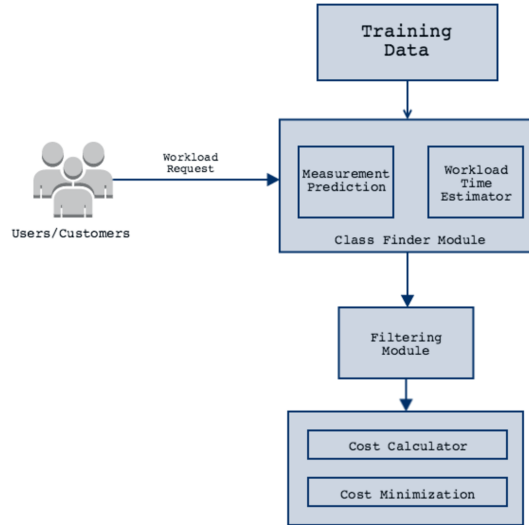 Training
Data
Workload
Request
Users/Customers
Measurement
Prediction
Workload
Time
Estimator
Class Finder Module
Filtering
Module
Cost Calculator
Cost Minimization